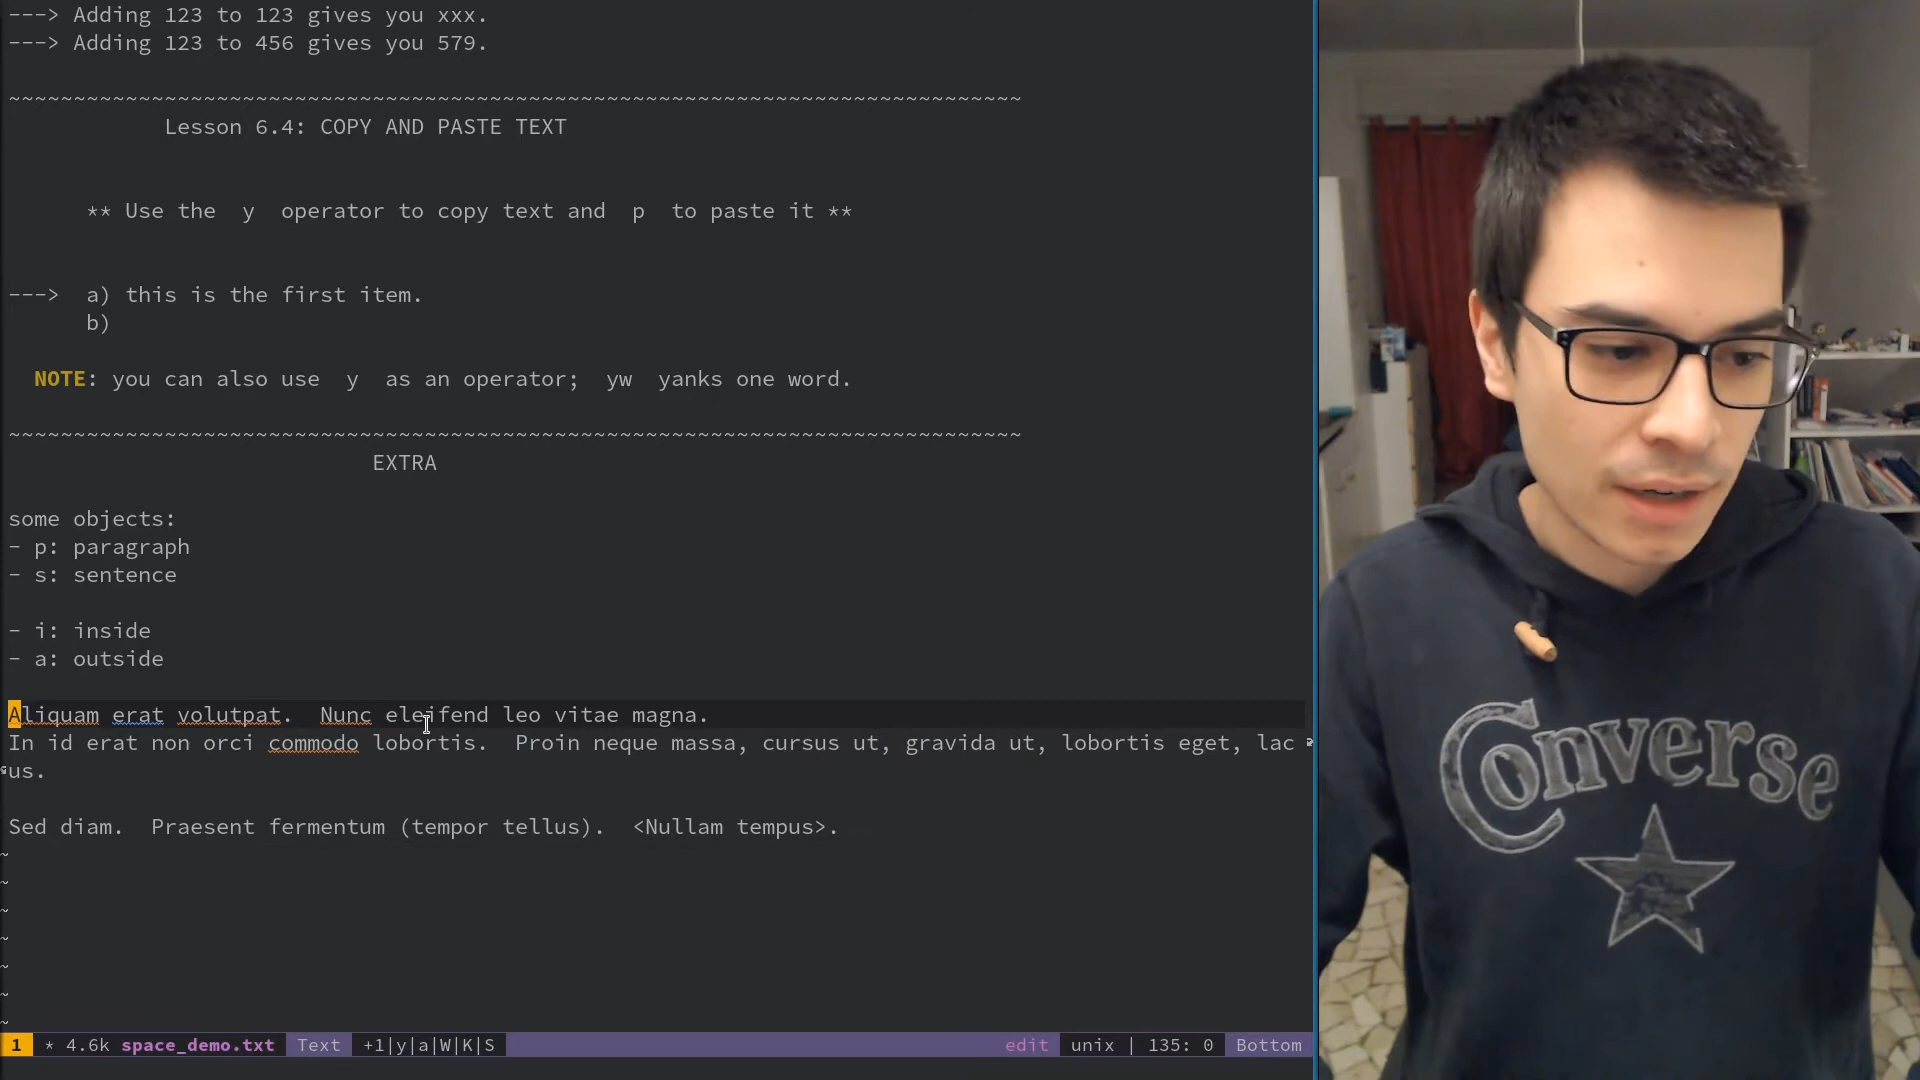 ---> Adding 123 to 123 gives you xxx.
---> Adding 123 to 456 gives you 579.
~~~~~~~~~~~~~~~~~~~~~~~~~~~~~~~~~~~~~~~~~~~~~~~~~~~~~~~~~~~~~~~~~~~~~~~~~~~~~~
Lesson 6.4: COPY AND PASTE TEXT
** Use the  y  operator to copy text and  p  to paste it **
--->  a) this is the first item.
b)
NOTE: you can also use  y  as an operator;  yw  yanks one word.
~~~~~~~~~~~~~~~~~~~~~~~~~~~~~~~~~~~~~~~~~~~~~~~~~~~~~~~~~~~~~~~~~~~~~~~~~~~~~~
EXTRA
some objects:
- p: paragraph
- s: sentence
- i: inside
- a: outside
Aliquam erat volutpat.  Nunc eleifend leo vitae magna.
In id erat non orci commodo lobortis.  Proin neque massa, cursus ut, gravida ut, lobortis eget, lac
us.
Sed diam.  Praesent fermentum (tempor tellus).  <Nullam tempus>.
~
~
~
~
~
~
~
1 * 4.6k space_demo.txt Text +1|y|a|W|K|S edit unix | 135: 0 Bottom
Converse